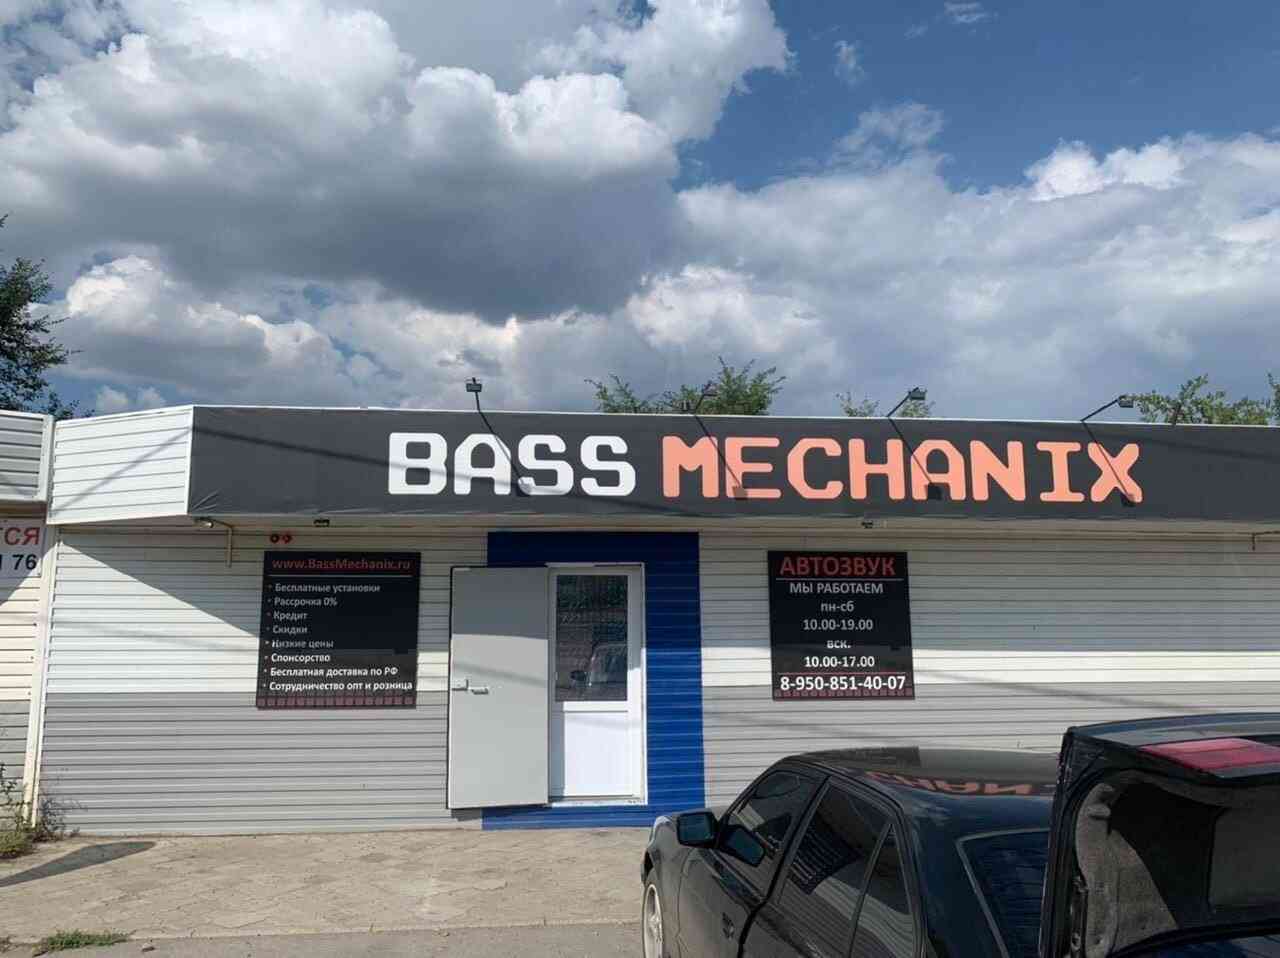 BASS MECHANIX
ТСЯ
76
www.BassMechanix.ru
· Бесплатные установки
· Рассрочка 0%
· Кредит
· Скидки
· Низкие цены
· Спонсорство
· Бесплатная доставка по РФ
· Сотрудничество опт и розница
АВТОЗВУК
МЫ РАБОТАЕМ
пн-сб
10.00-19.00
вск.
10.00-17.00
8-950-851-40-07